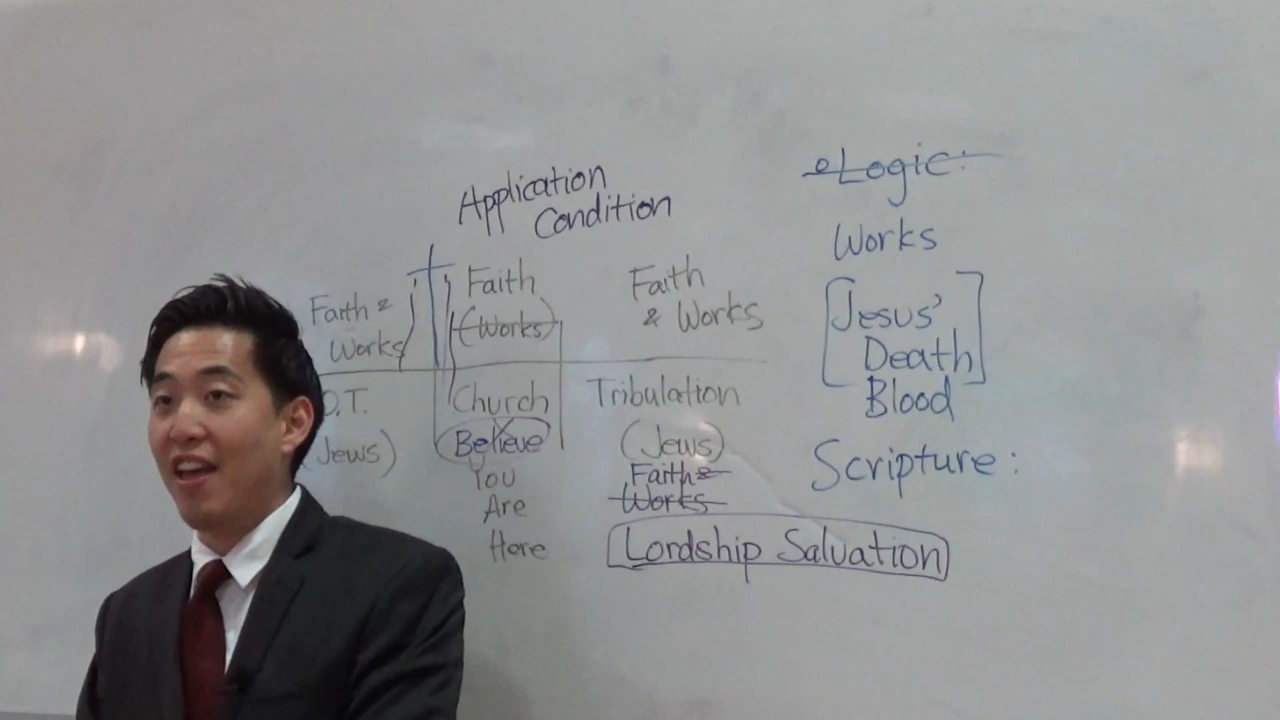 Application
Condition
Faith &
Works
Faith
(Works)
Faith
& Works
O.T.
(Jews)
Church
Believe
You
Are
Here
Tribulation
(Jews)
Faith &
Works
Lordship Salvation
Logic:
Works
[Jesus'
Death]
Blood
Scripture: